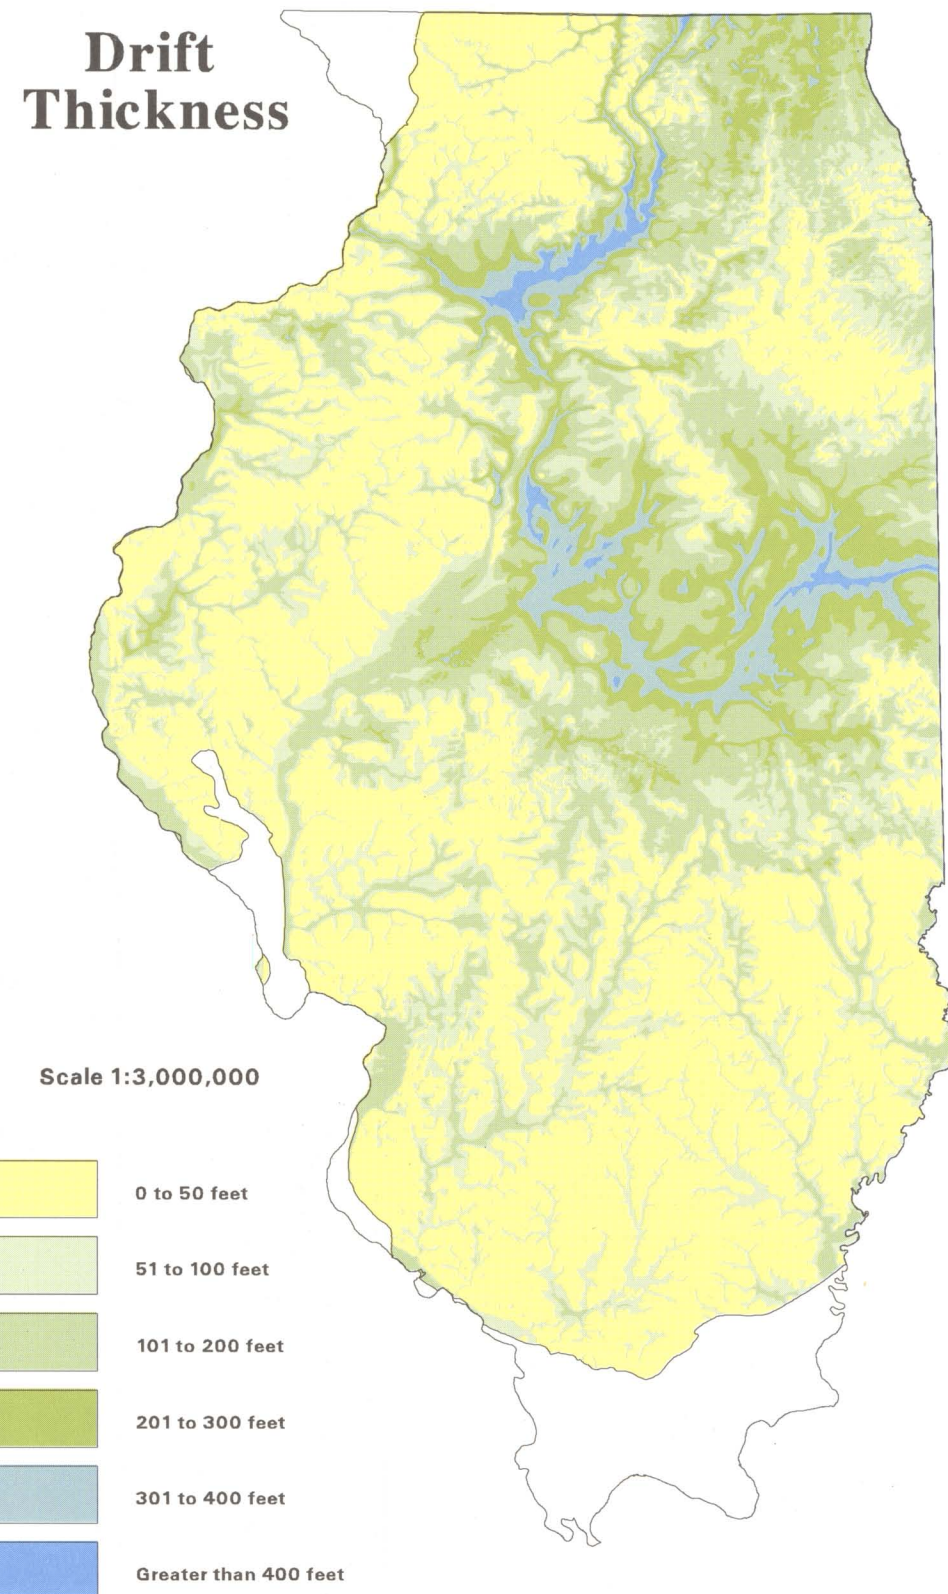 Drift
Thickness
Scale 1:3,000,000
0 to 50 feet
51 to 100 feet
101 to 200 feet
201 to 300 feet
301 to 400 feet
Greater than 400 feet